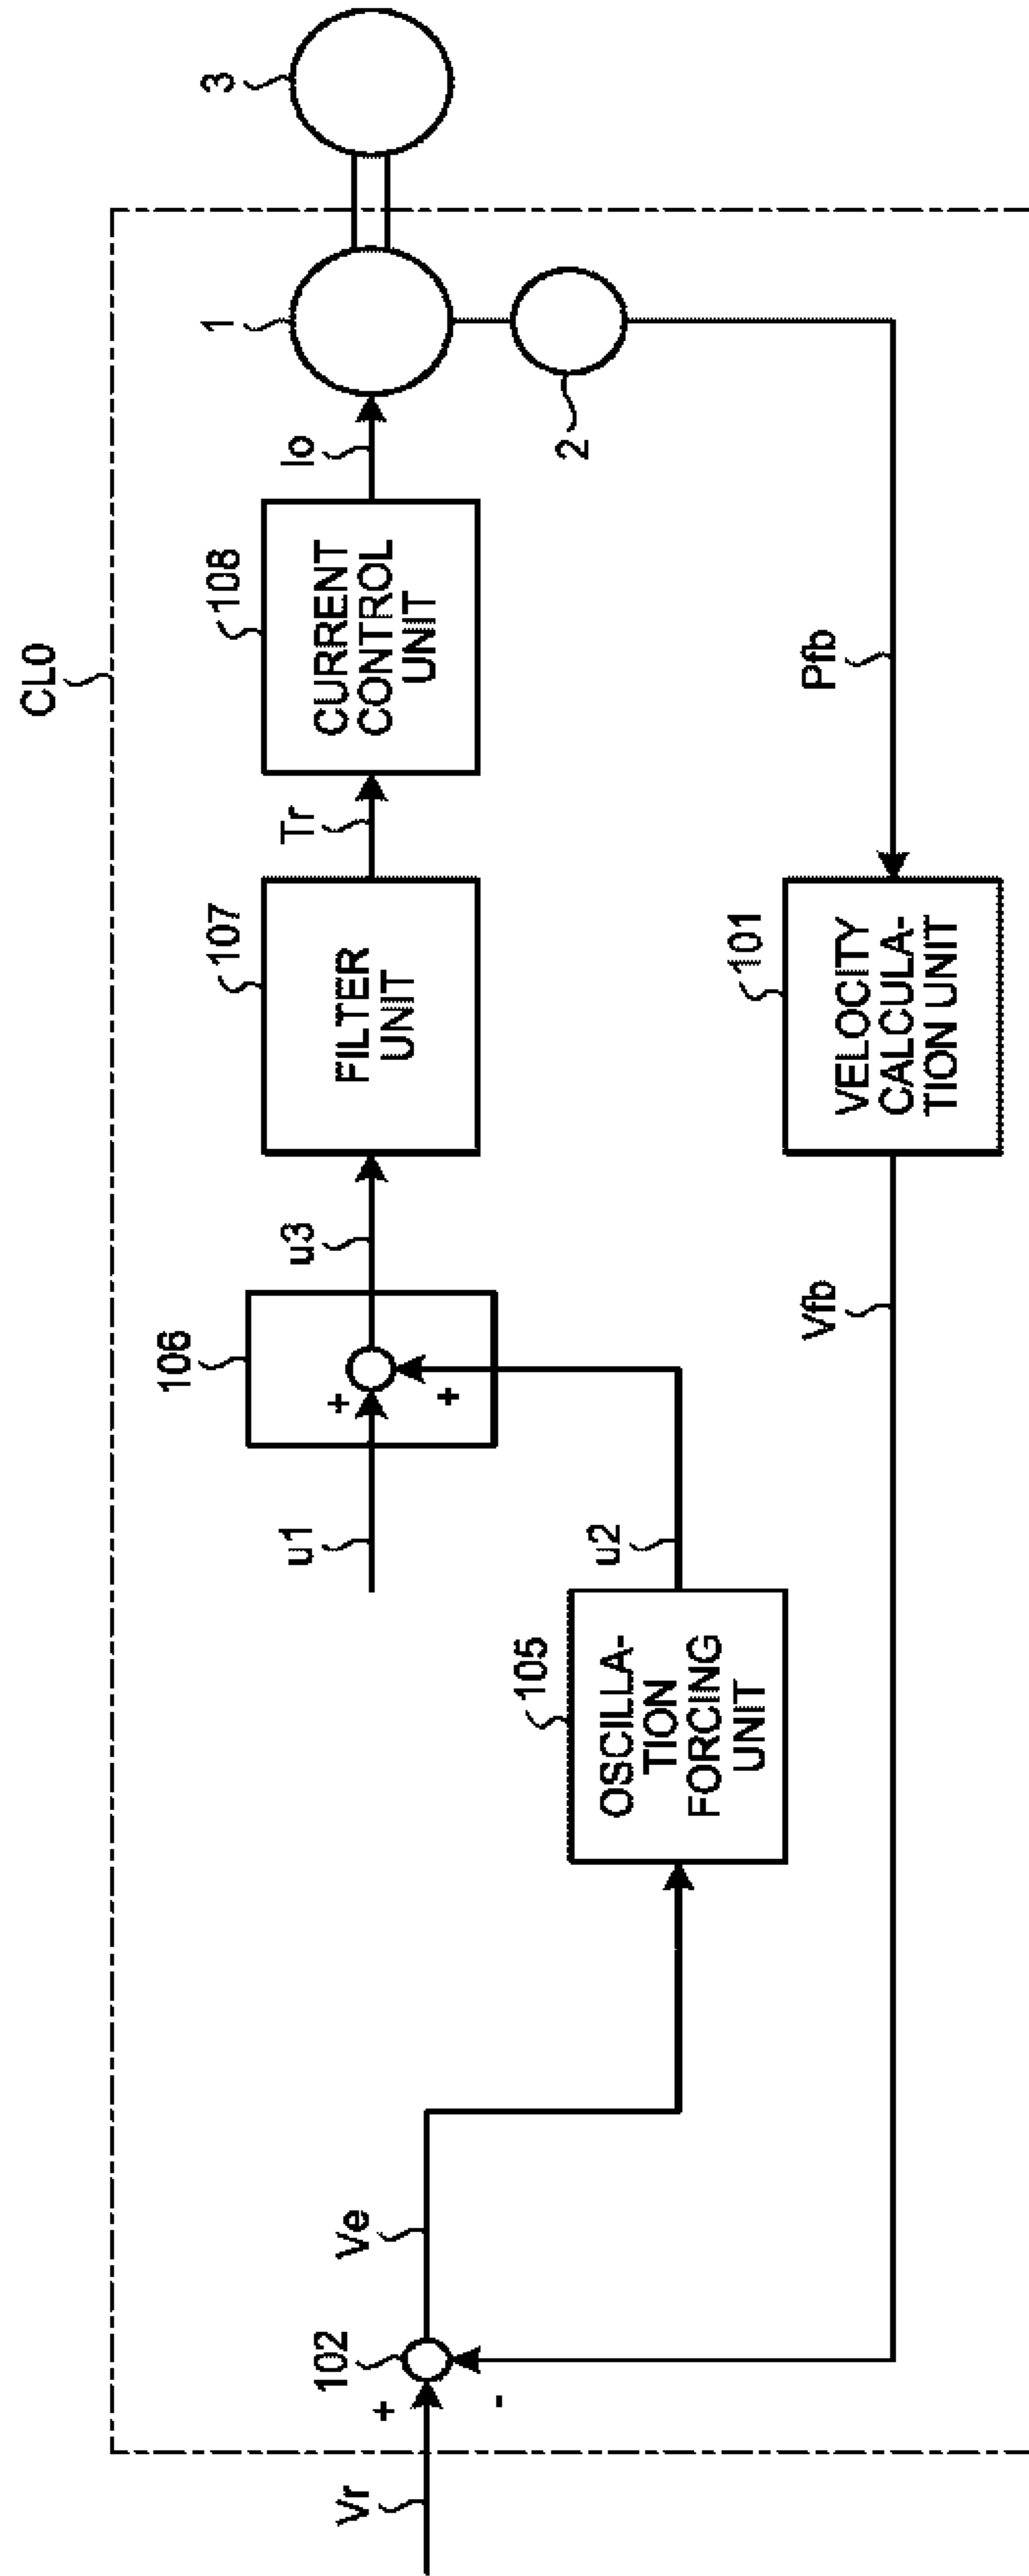 CL0
Vr
+
-
102
Ve
OSCILLA-
TION
FORCING
UNIT
105
u2
u1
+
+
106
u3
FILTER
UNIT
107
Tr
CURRENT
CONTROL
UNIT
108
Io
1
2
3
Pfb
VELOCITY
CALCULA-
TION UNIT
101
Vfb